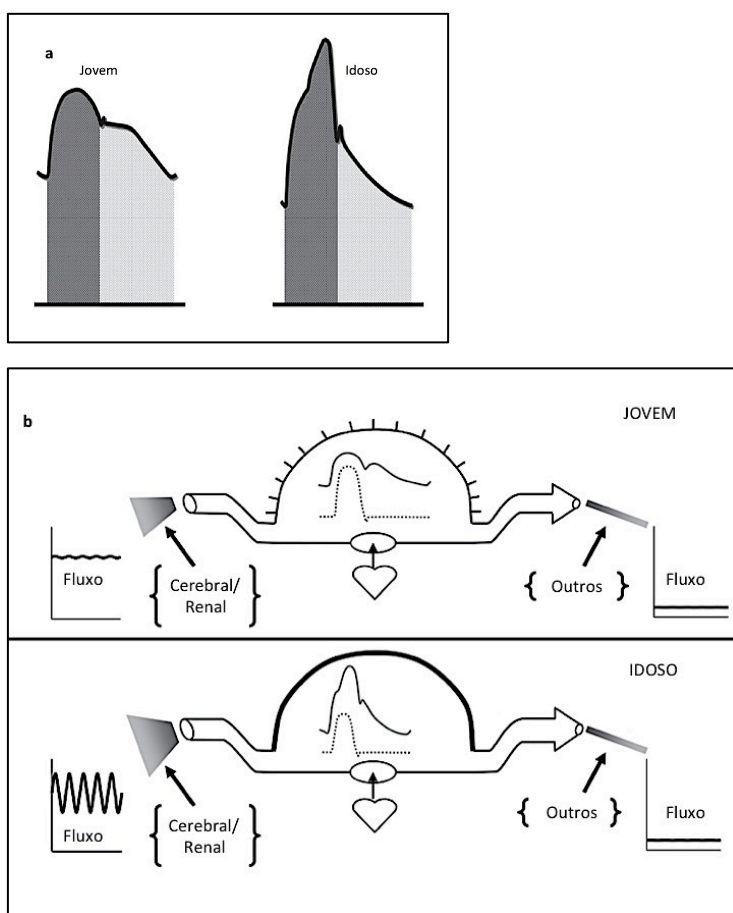 a
Jovem
Idoso
b
JOVEM
Fluxo
Cerebral/
Renal
Outros
Fluxo
IDOSO
Fluxo
Cerebral/
Renal
Outros
Fluxo